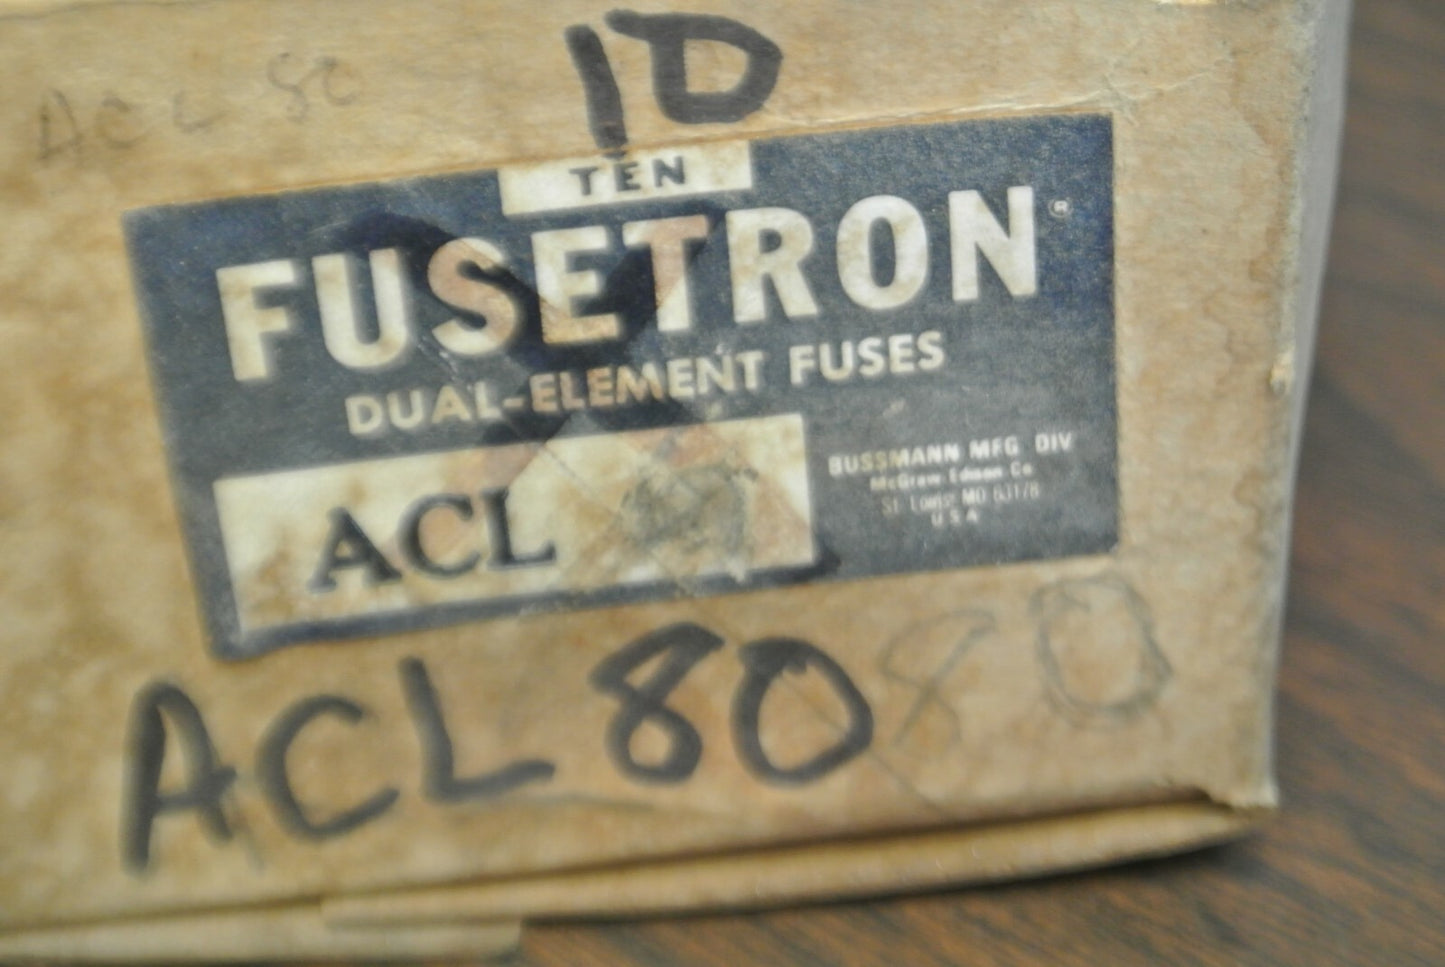 10
ACL 80
TEN
FUSETRON®
DUAL-ELEMENT FUSES
ACL
BUSSMANN MFG. DIV
McGraw Edison Co.
St. Louis MO 63178
U S A
ACL 80 80